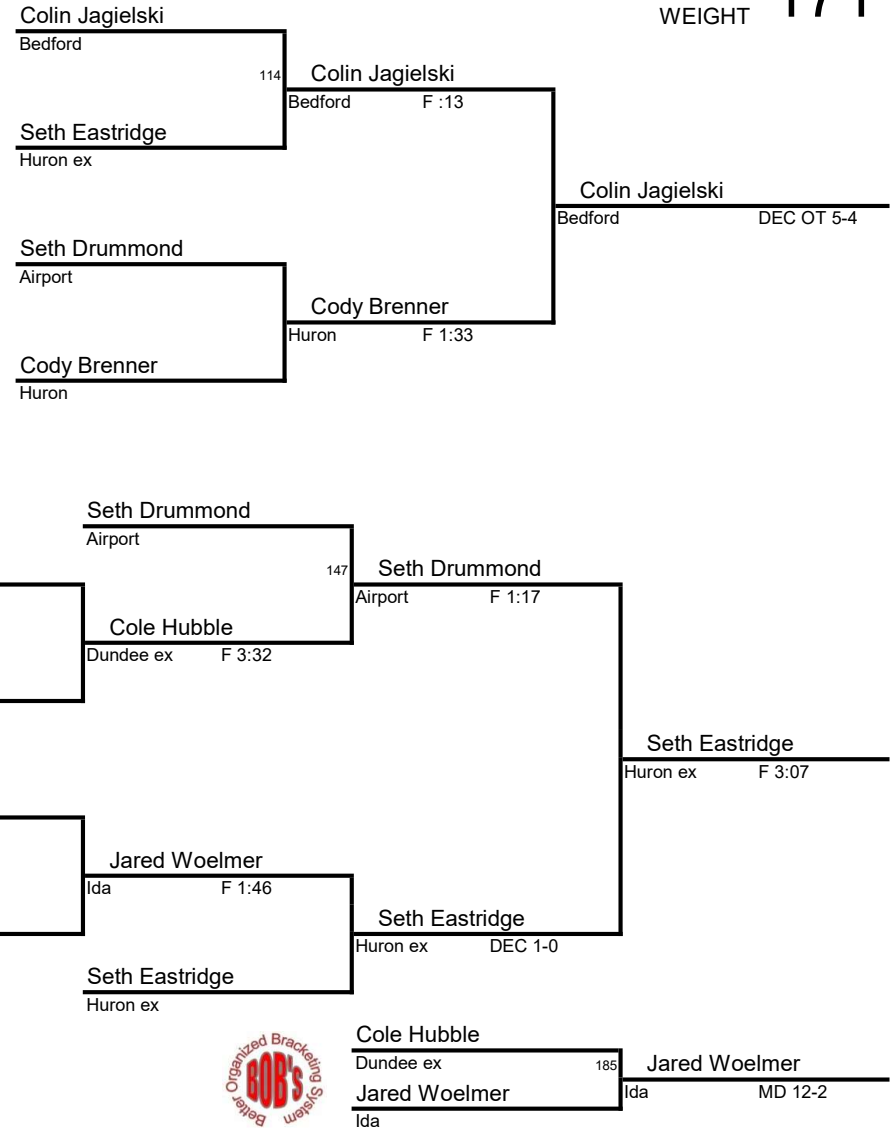 WEIGHT 171
Colin Jagielski
Bedford
114 Colin Jagielski
Bedford F :13
Seth Eastridge
Huron ex
Colin Jagielski
Bedford DEC OT 5-4
Seth Drummond
Airport
Cody Brenner
Huron F 1:33
Cody Brenner
Huron
Seth Drummond
Airport
147 Seth Drummond
Airport F 1:17
Cole Hubble
Dundee ex F 3:32
Seth Eastridge
Huron ex F 3:07
Jared Woelmer
Ida F 1:46
Seth Eastridge
Huron ex DEC 1-0
Seth Eastridge
Huron ex
Better Organized Bracketing System
BOB's
Cole Hubble
Dundee ex 185
Jared Woelmer
Ida MD 12-2
Jared Woelmer
Ida